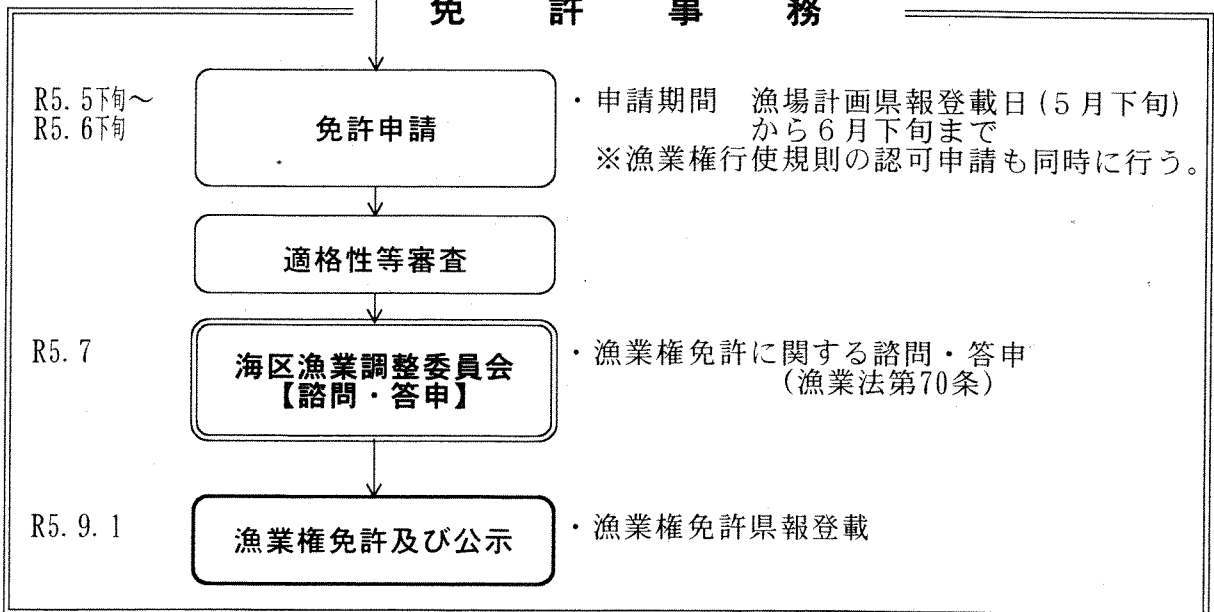 免許事務
R5.5下旬～
R5.6下旬
免許申請
・申請期間 漁場計画県報登載日(5月下旬)
から6月下旬まで
※漁業権行使規則の認可申請も同時に行う。
適格性等審査
R5.7
海区漁業調整委員会
【諮問・答申】
・漁業権免許に関する諮問・答申
(漁業法第70条)
R5.9.1
漁業権免許及び公示
・漁業権免許県報登載